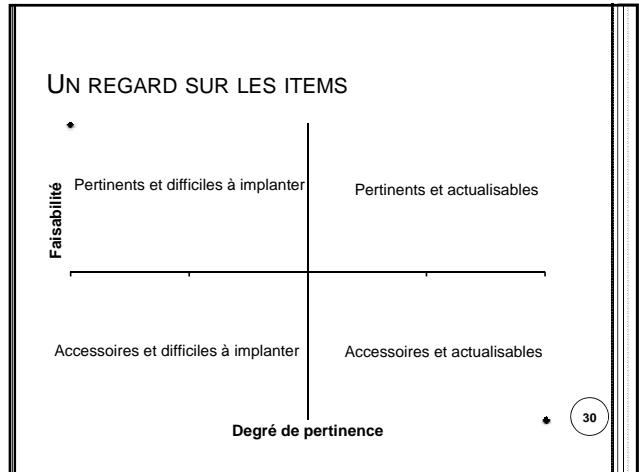 UN REGARD SUR LES ITEMS
Faisabilité
Pertinents et difficiles à implanter
Pertinents et actualisables
Accessoires et difficiles à implanter
Accessoires et actualisables
Degré de pertinence
30